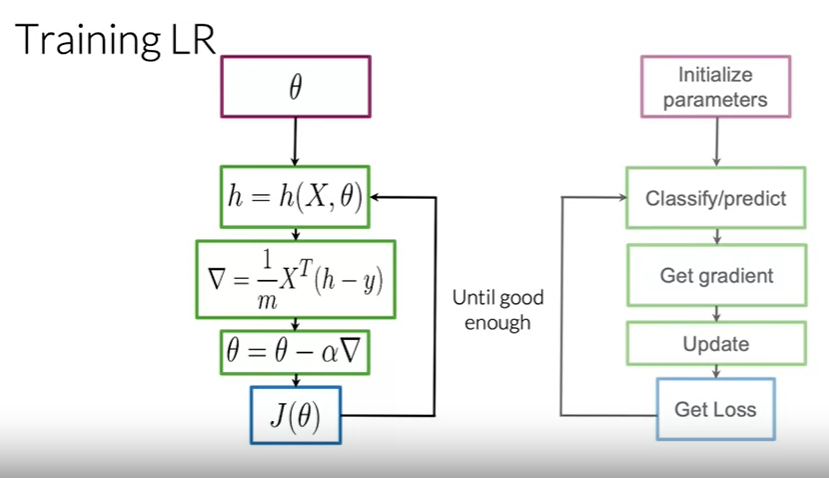 Training LR
θ
h = h(X, θ)
∇ = 1/m X^T (h − y)
θ = θ − α∇
J(θ)
Until good
enough
Initialize
parameters
Classify/predict
Get gradient
Update
Get Loss